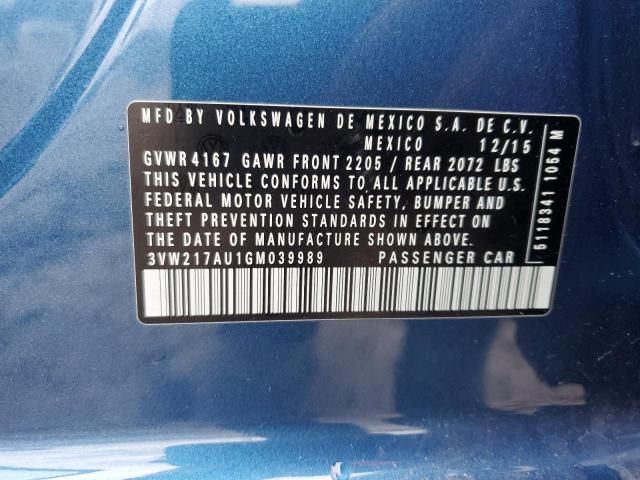 MFD BY VOLKSWAGEN DE MEXICO S.A. DE C.V.
MEXICO 12/15
GVWR 4167 GAWR FRONT 2205 / REAR 2072 LBS
THIS VEHICLE CONFORMS TO ALL APPLICABLE U.S.
FEDERAL MOTOR VEHICLE SAFETY, BUMPER AND
THEFT PREVENTION STANDARDS IN EFFECT ON
THE DATE OF MANUFACTURE SHOWN ABOVE.
3VW217AU1GM039989 PASSENGER CAR
5118341 1064 M